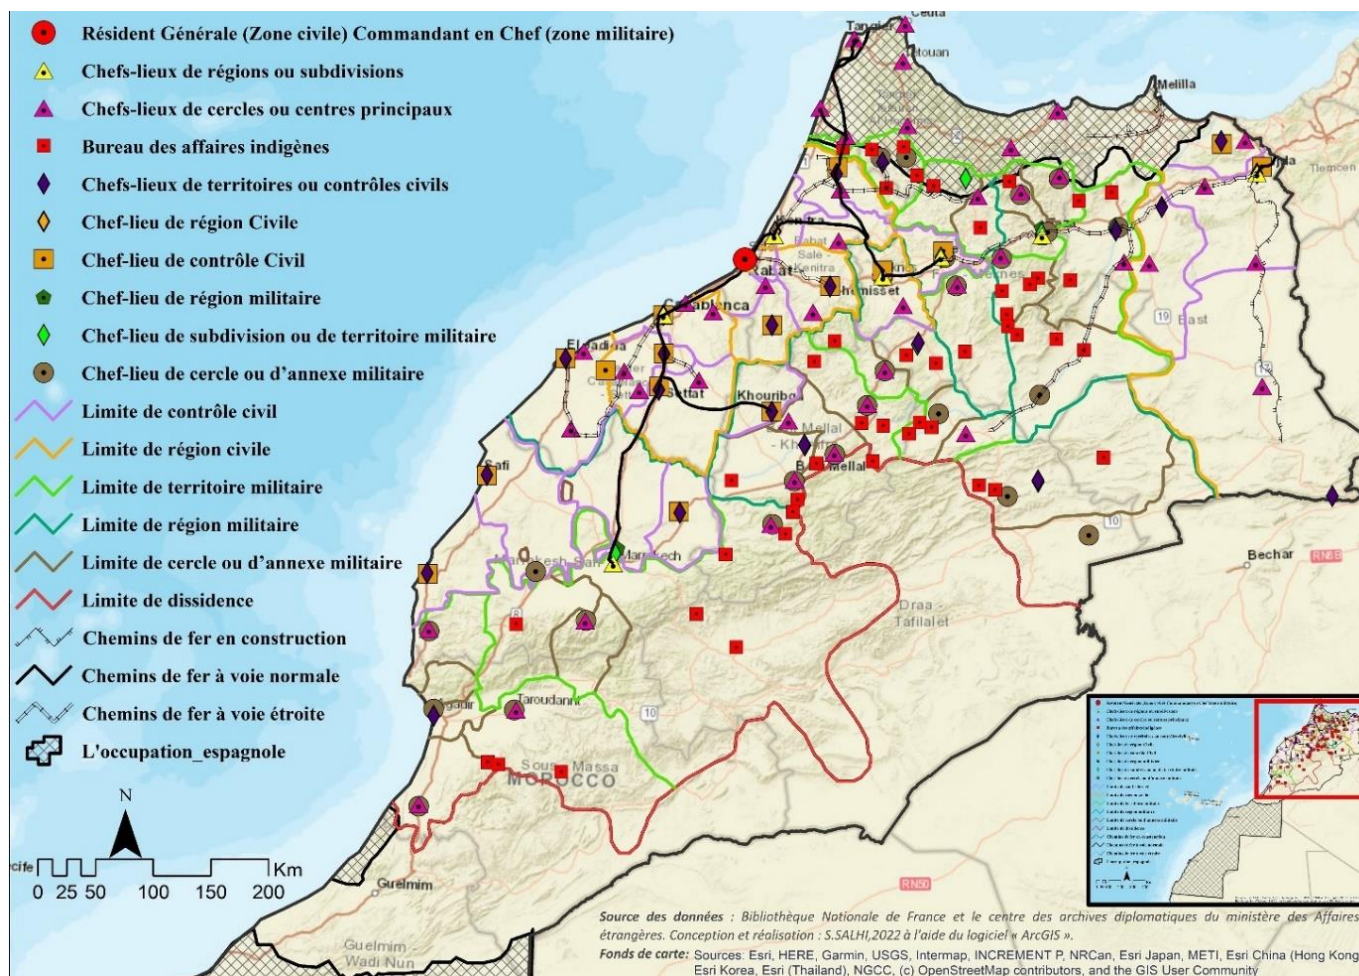 Résident Générale (Zone civile) Commandant en Chef (zone militaire)
Chefs-lieux de régions ou subdivisions
Chefs-lieux de cercles ou centres principaux
Bureau des affaires indigènes
Chefs-lieux de territoires ou contrôles civils
Chef-lieu de région Civile
Chef-lieu de contrôle Civil
Chef-lieu de région militaire
Chef-lieu de subdivision ou de territoire militaire
Chef-lieu de cercle ou d'annexe militaire
Limite de contrôle civil
Limite de région civile
Limite de territoire militaire
Limite de région militaire
Limite de cercle ou d'annexe militaire
Limite de dissidence
Chemins de fer en construction
Chemins de fer à voie normale
Chemins de fer à voie étroite
L'occupation_espagnole
N
Km
0 25 50 100 150 200
Ceuta
Melilla
Tlemcen
Rabat
Sale
Kenitra
Casablanca
Settat
Khouribga
Safi
Mellal
19
East
17
10
Bechar
RN6B
Marrakech
8
Draa -
Tafilalet
Taroudannt
10
Sous-Massa
MOROCCO
Guelmim
Guelmim -
Wadi Nun
RN50
Source des données : Bibliothèque Nationale de France et le centre des archives diplomatiques du ministère des Affaires
étrangères. Conception et réalisation : S.SALHI,2022 à l'aide du logiciel « ArcGIS ».
Fonds de carte: Sources: Esri, HERE, Garmin, USGS, Intermap, INCREMENT P, NRCan, Esri Japan, METI, Esri China (Hong Kong
Esri Korea, Esri (Thailand), NGCC, (c) OpenStreetMap contributors, and the GIS User Community